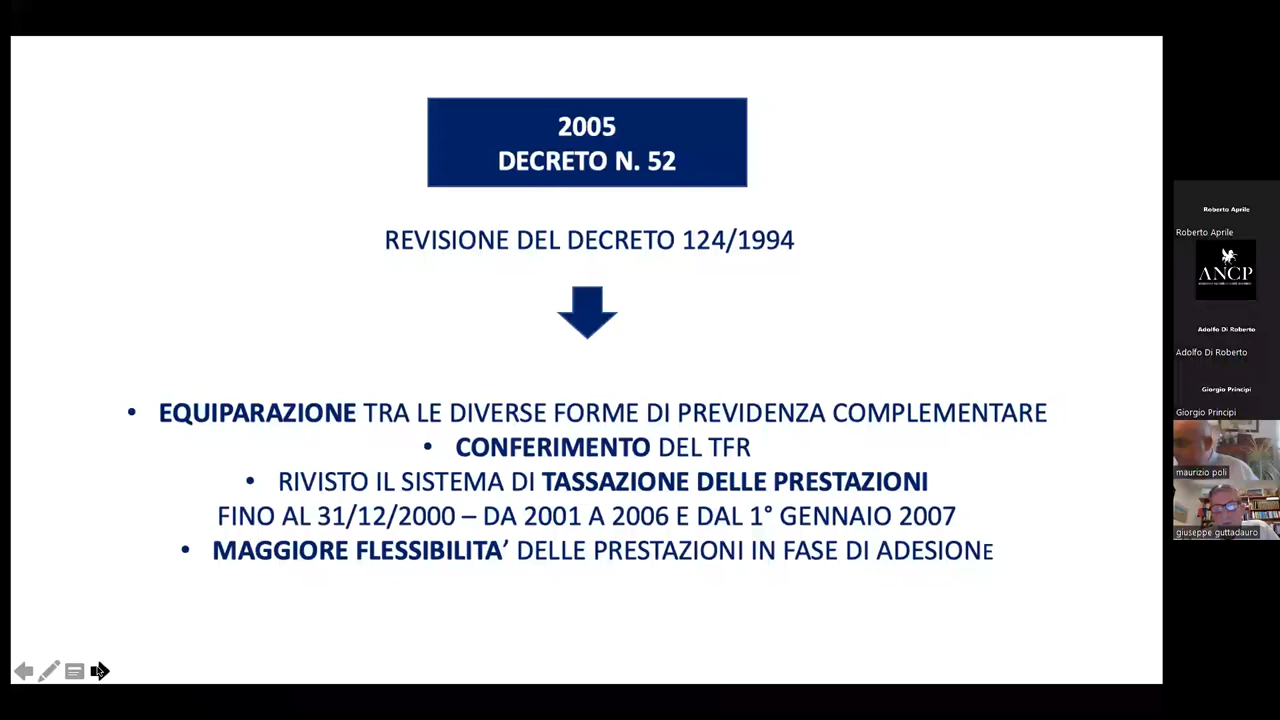 2005
DECRETO N. 52
REVISIONE DEL DECRETO 124/1994
• EQUIPARAZIONE TRA LE DIVERSE FORME DI PREVIDENZA COMPLEMENTARE
• CONFERIMENTO DEL TFR
• RIVISTO IL SISTEMA DI TASSAZIONE DELLE PRESTAZIONI
FINO AL 31/12/2000 – DA 2001 A 2006 E DAL 1° GENNAIO 2007
• MAGGIORE FLESSIBILITA’ DELLE PRESTAZIONI IN FASE DI ADESIONE
Roberto Aprile
Roberto Aprile
ANCP
Adolfo Di Roberto
Adolfo Di Roberto
Giorgio Principi
Giorgio Principi
maurizio poli
giuseppe guttadauro